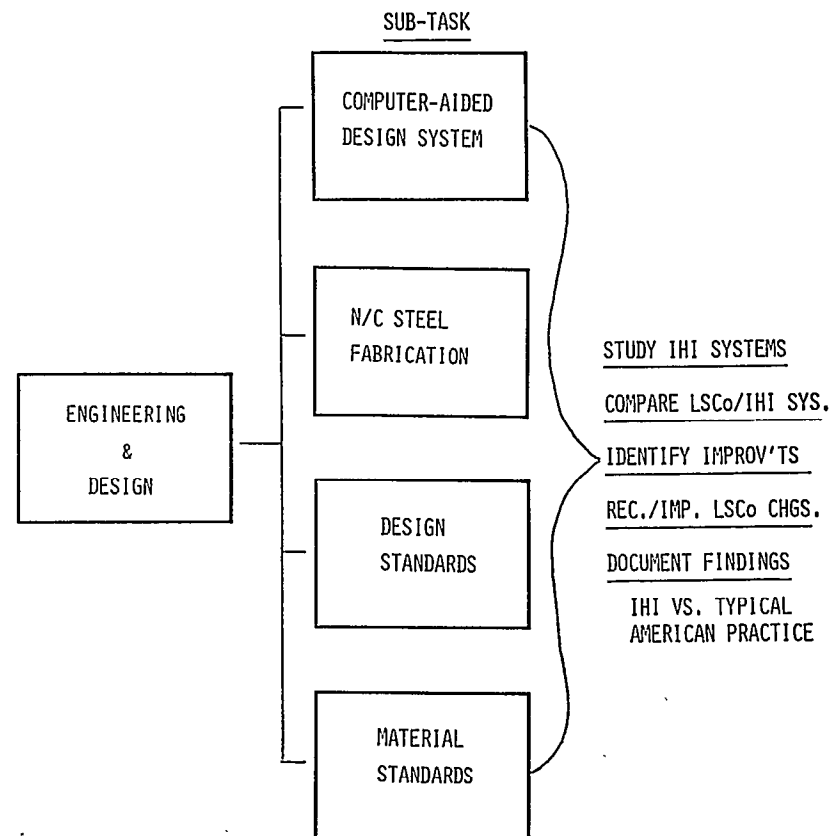 SUB-TASK
COMPUTER-AIDED
DESIGN SYSTEM
N/C STEEL
FABRICATION
ENGINEERING
&
DESIGN
DESIGN
STANDARDS
MATERIAL
STANDARDS
STUDY IHI SYSTEMS
COMPARE LSCo/IHI SYS.
IDENTIFY IMPROV'TS
REC./IMP. LSCo CHGS.
DOCUMENT FINDINGS
IHI VS. TYPICAL
AMERICAN PRACTICE